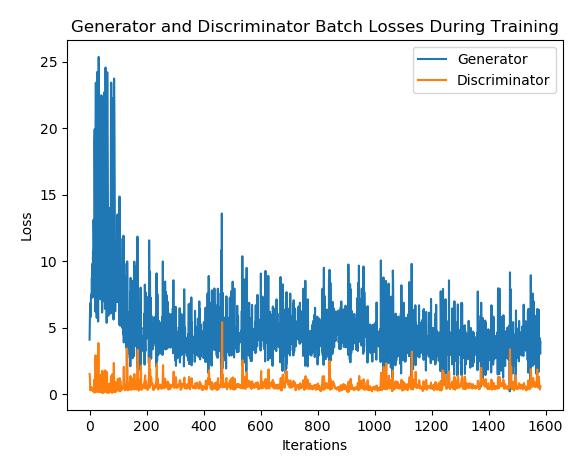 Generator and Discriminator Batch Losses During Training
Generator
Discriminator
25
20
15
10
5
0
Loss
0 200 400 600 800 1000 1200 1400 1600
Iterations